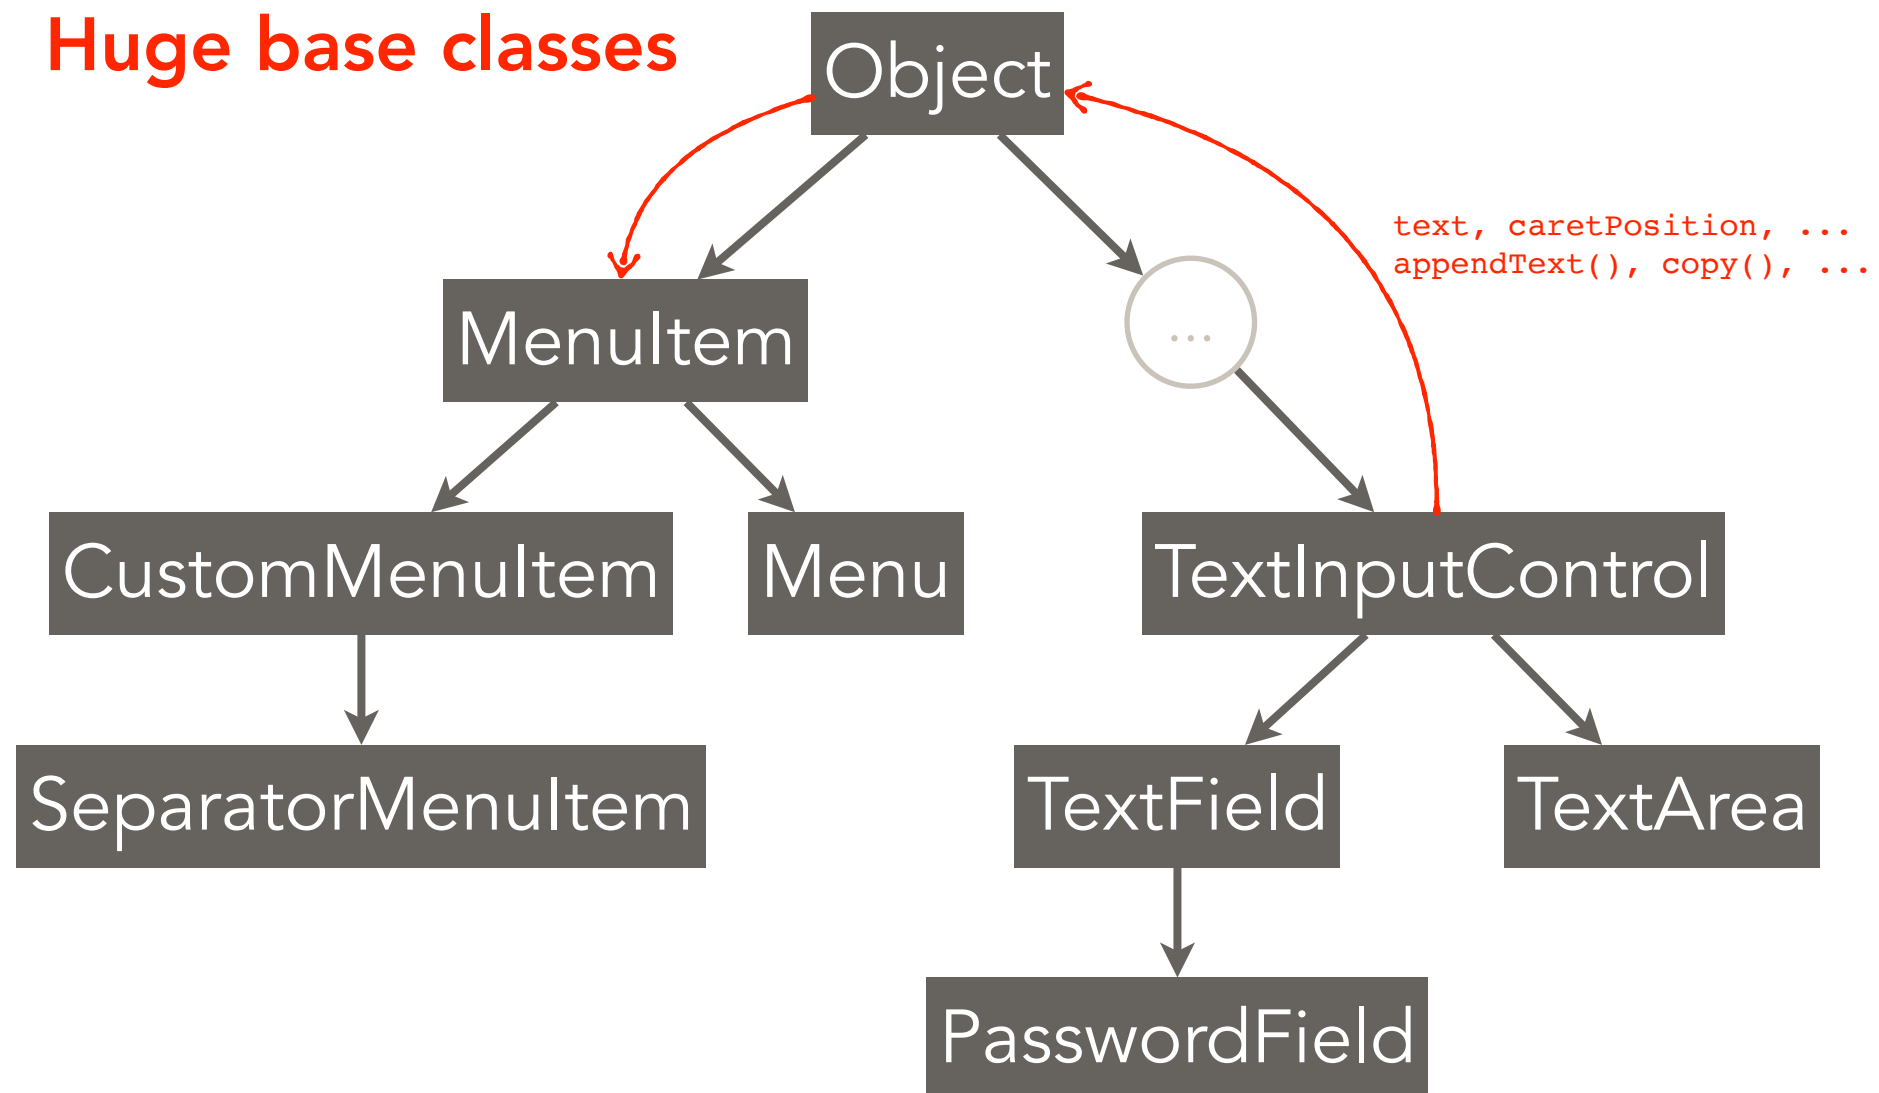 Huge base classes
Object
text, caretPosition, ...
appendText(), copy(), ...
MenuItem
...
CustomMenuItem
Menu
TextInputControl
SeparatorMenuItem
TextField
TextArea
PasswordField